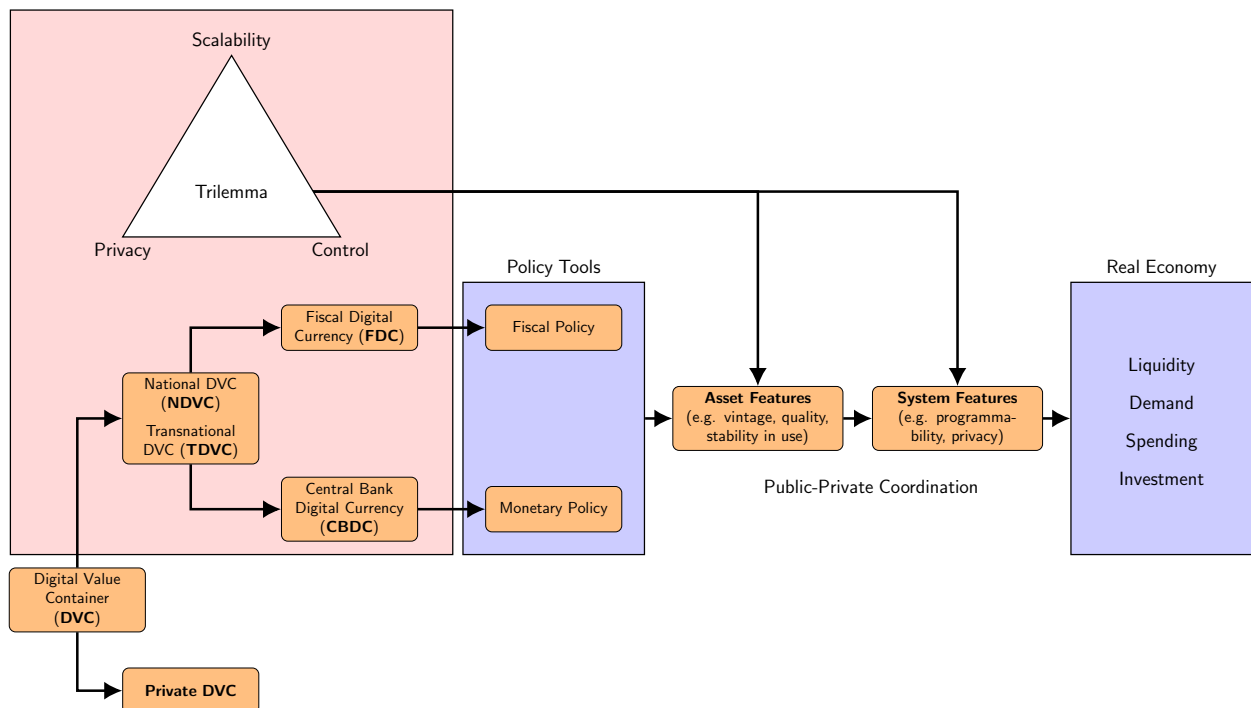 Scalability
Trilemma
Privacy
Control
Policy Tools
Real Economy
Fiscal Digital
Currency (FDC)
Fiscal Policy
National DVC
(NDVC)
Transnational
DVC (TDVC)
Asset Features
(e.g. vintage, quality,
stability in use)
System Features
(e.g. programma-
bility, privacy)
Liquidity
Demand
Spending
Investment
Central Bank
Digital Currency
(CBDC)
Monetary Policy
Public-Private Coordination
Digital Value
Container
(DVC)
Private DVC